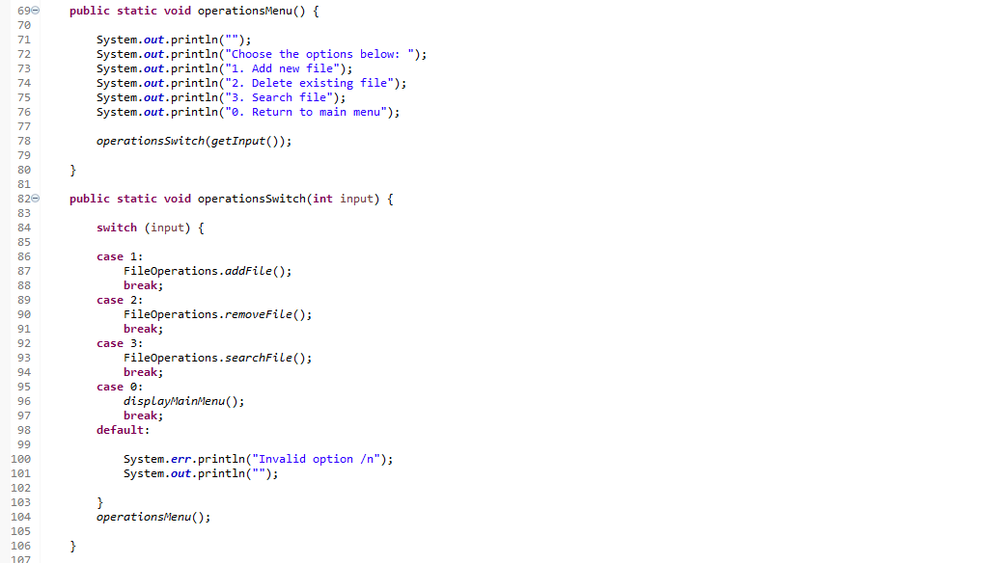 69 public static void operationsMenu() {
70
71 System.out.println("");
72 System.out.println("Choose the options below: ");
73 System.out.println("1. Add new file");
74 System.out.println("2. Delete existing file");
75 System.out.println("3. Search file");
76 System.out.println("0. Return to main menu");
77
78 operationsSwitch(getInput());
79
80 }
81
82 public static void operationsSwitch(int input) {
83
84 switch (input) {
85
86 case 1:
87 FileOperations.addFile();
88 break;
89 case 2:
90 FileOperations.removeFile();
91 break;
92 case 3:
93 FileOperations.searchFile();
94 break;
95 case 0:
96 displayMainMenu();
97 break;
98 default:
99
100 System.err.println("Invalid option /n");
101 System.out.println("");
102
103 }
104 operationsMenu();
105
106 }
107